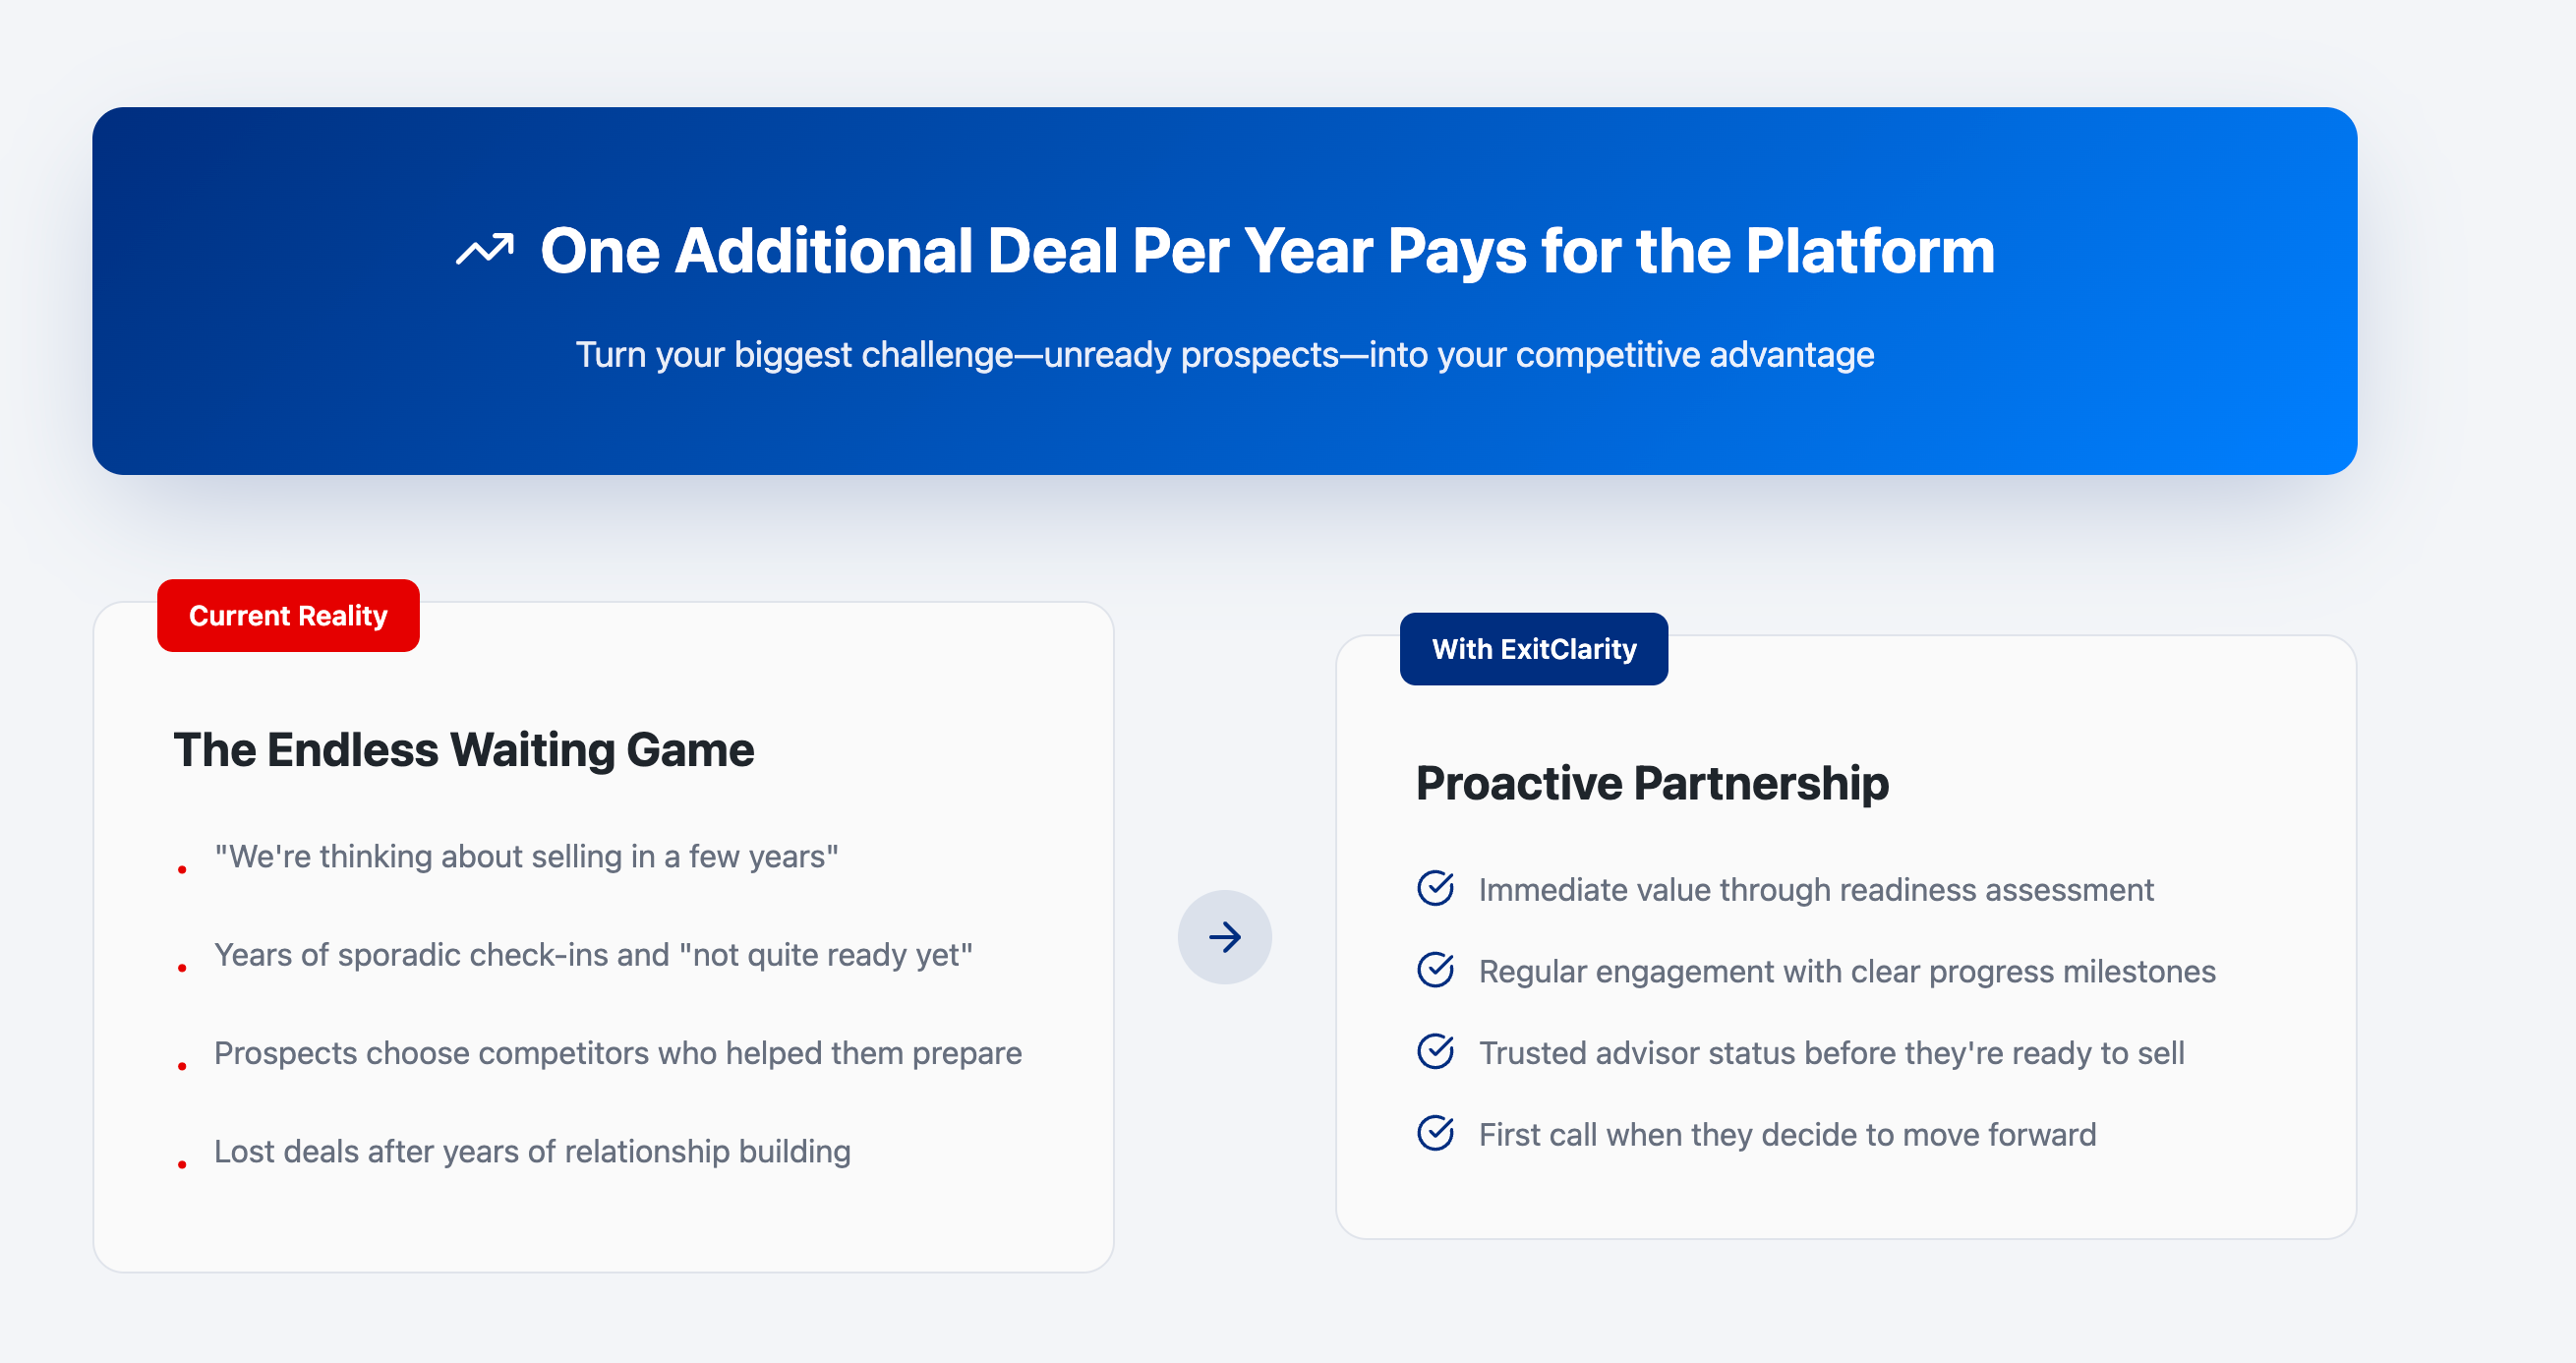 One Additional Deal Per Year Pays for the Platform
Turn your biggest challenge—unready prospects—into your competitive advantage
Current Reality
The Endless Waiting Game
"We're thinking about selling in a few years"
Years of sporadic check-ins and "not quite ready yet"
Prospects choose competitors who helped them prepare
Lost deals after years of relationship building
With ExitClarity
Proactive Partnership
Immediate value through readiness assessment
Regular engagement with clear progress milestones
Trusted advisor status before they're ready to sell
First call when they decide to move forward